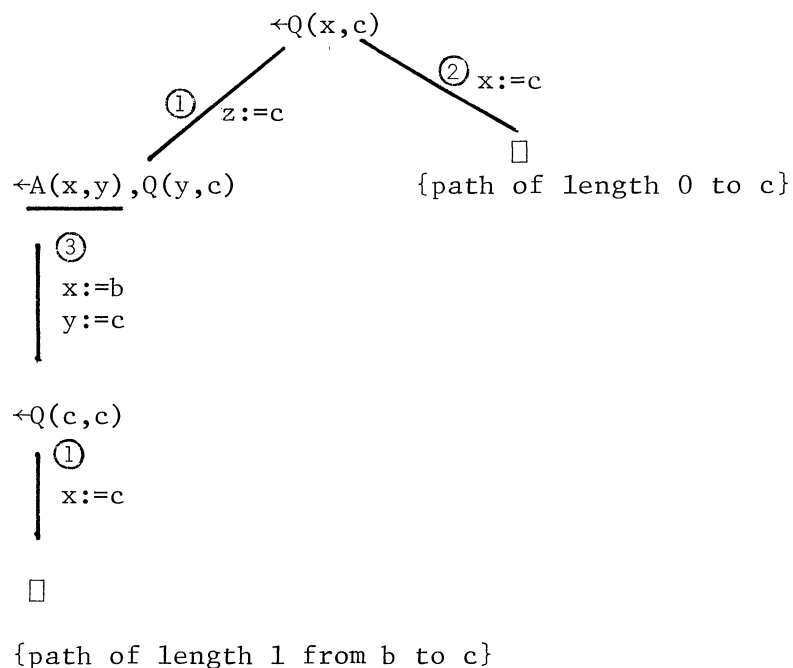 ←Q(x,c)
① z:=c
② x:=c
□
←A(x,y),Q(y,c)
{path of length 0 to c}
③
x:=b
y:=c
←Q(c,c)
①
x:=c
□
{path of length 1 from b to c}